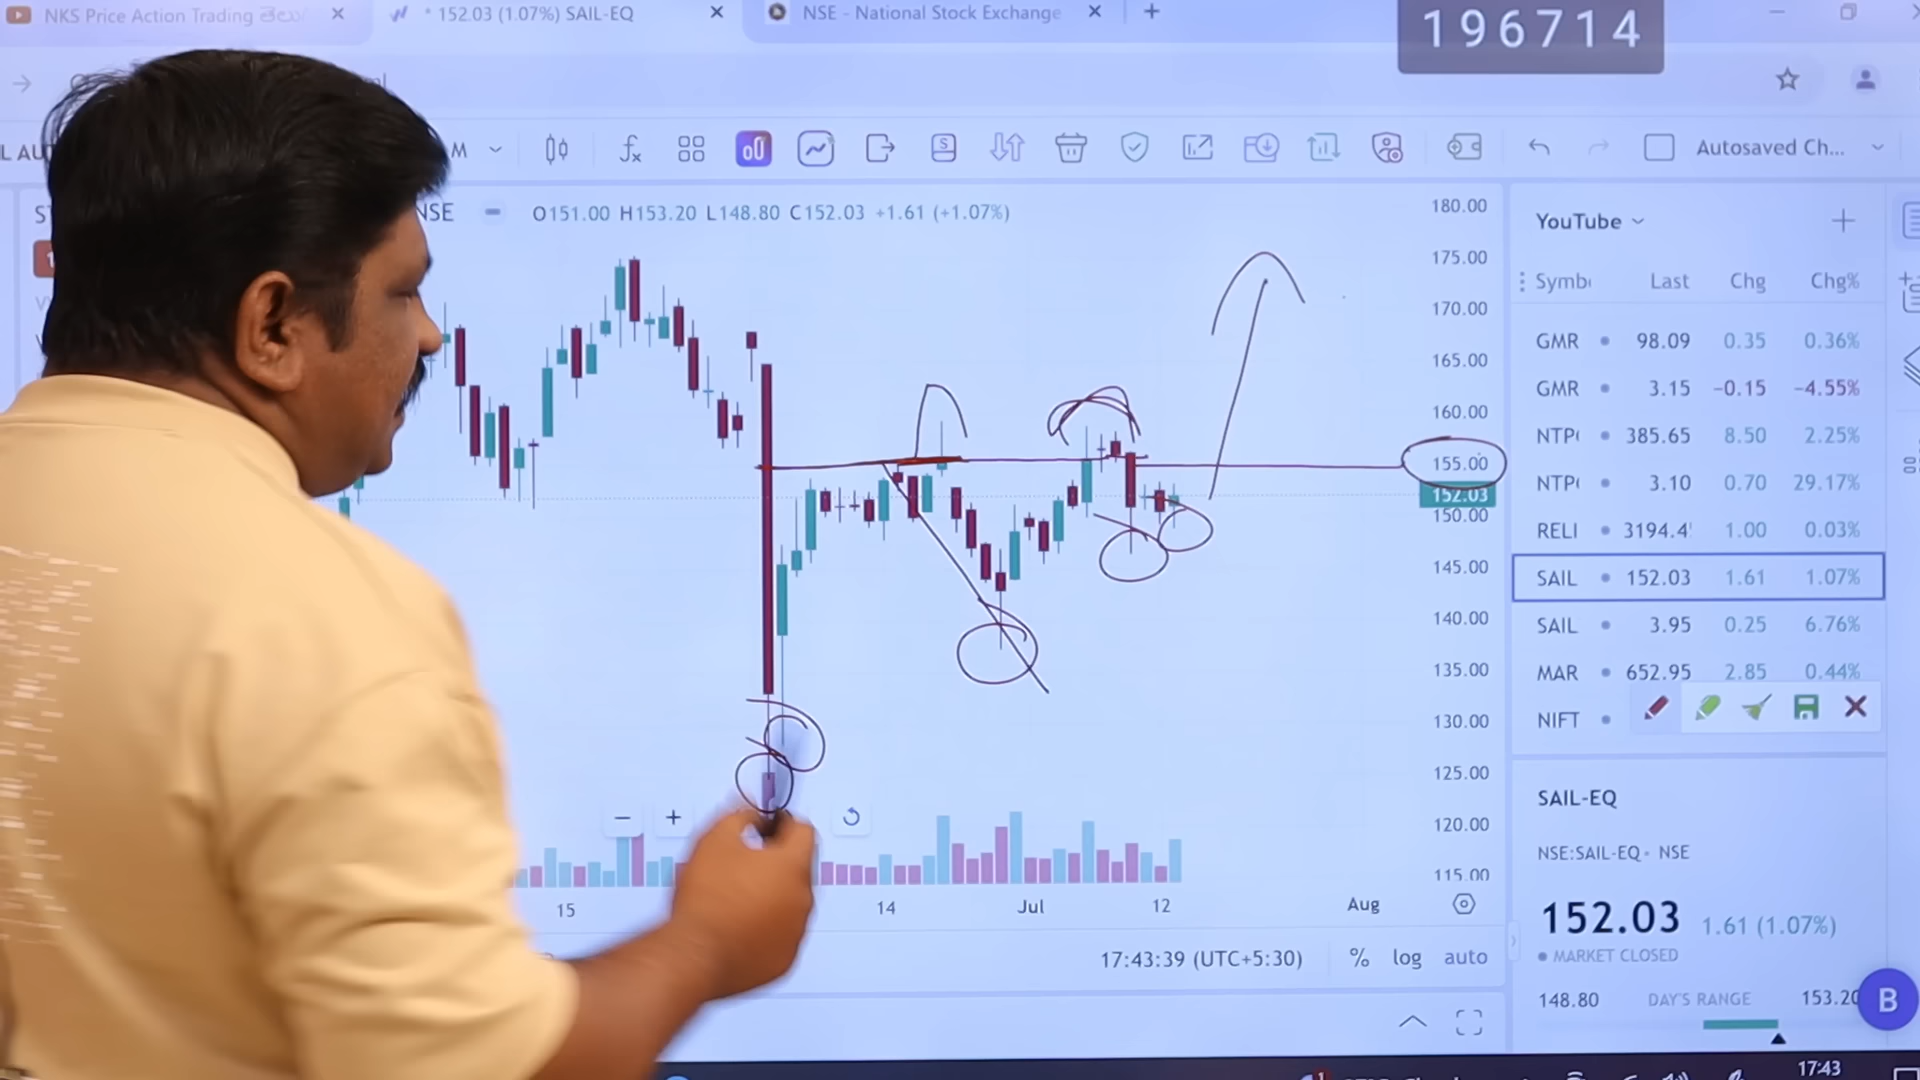 NKS Price Action Trading తెలుగు
* 152.03 (1.07%) SAIL-EQ
NSE - National Stock Exchange
196714
L AU
M
Autosaved Ch...
NSE
O151.00 H153.20 L148.80 C152.03 +1.61 (+1.07%)
180.00
175.00
170.00
165.00
160.00
155.00
152.03
150.00
145.00
140.00
135.00
130.00
125.00
120.00
115.00
15
14
Jul
12
Aug
17:43:39 (UTC+5:30)
% log auto
YouTube
Symb Last Chg Chg%
GMR 98.09 0.35 0.36%
GMR 3.15 −0.15 −4.55%
NTP 385.65 8.50 2.25%
NTP 3.10 0.70 29.17%
RELI 3194.4 1.00 0.03%
SAIL 152.03 1.61 1.07%
SAIL 3.95 0.25 6.76%
MAR 652.95 2.85 0.44%
NIFT
SAIL-EQ
NSE:SAIL-EQ • NSE
152.03 1.61 (1.07%)
MARKET CLOSED
148.80 DAY'S RANGE 153.20
B
17:43